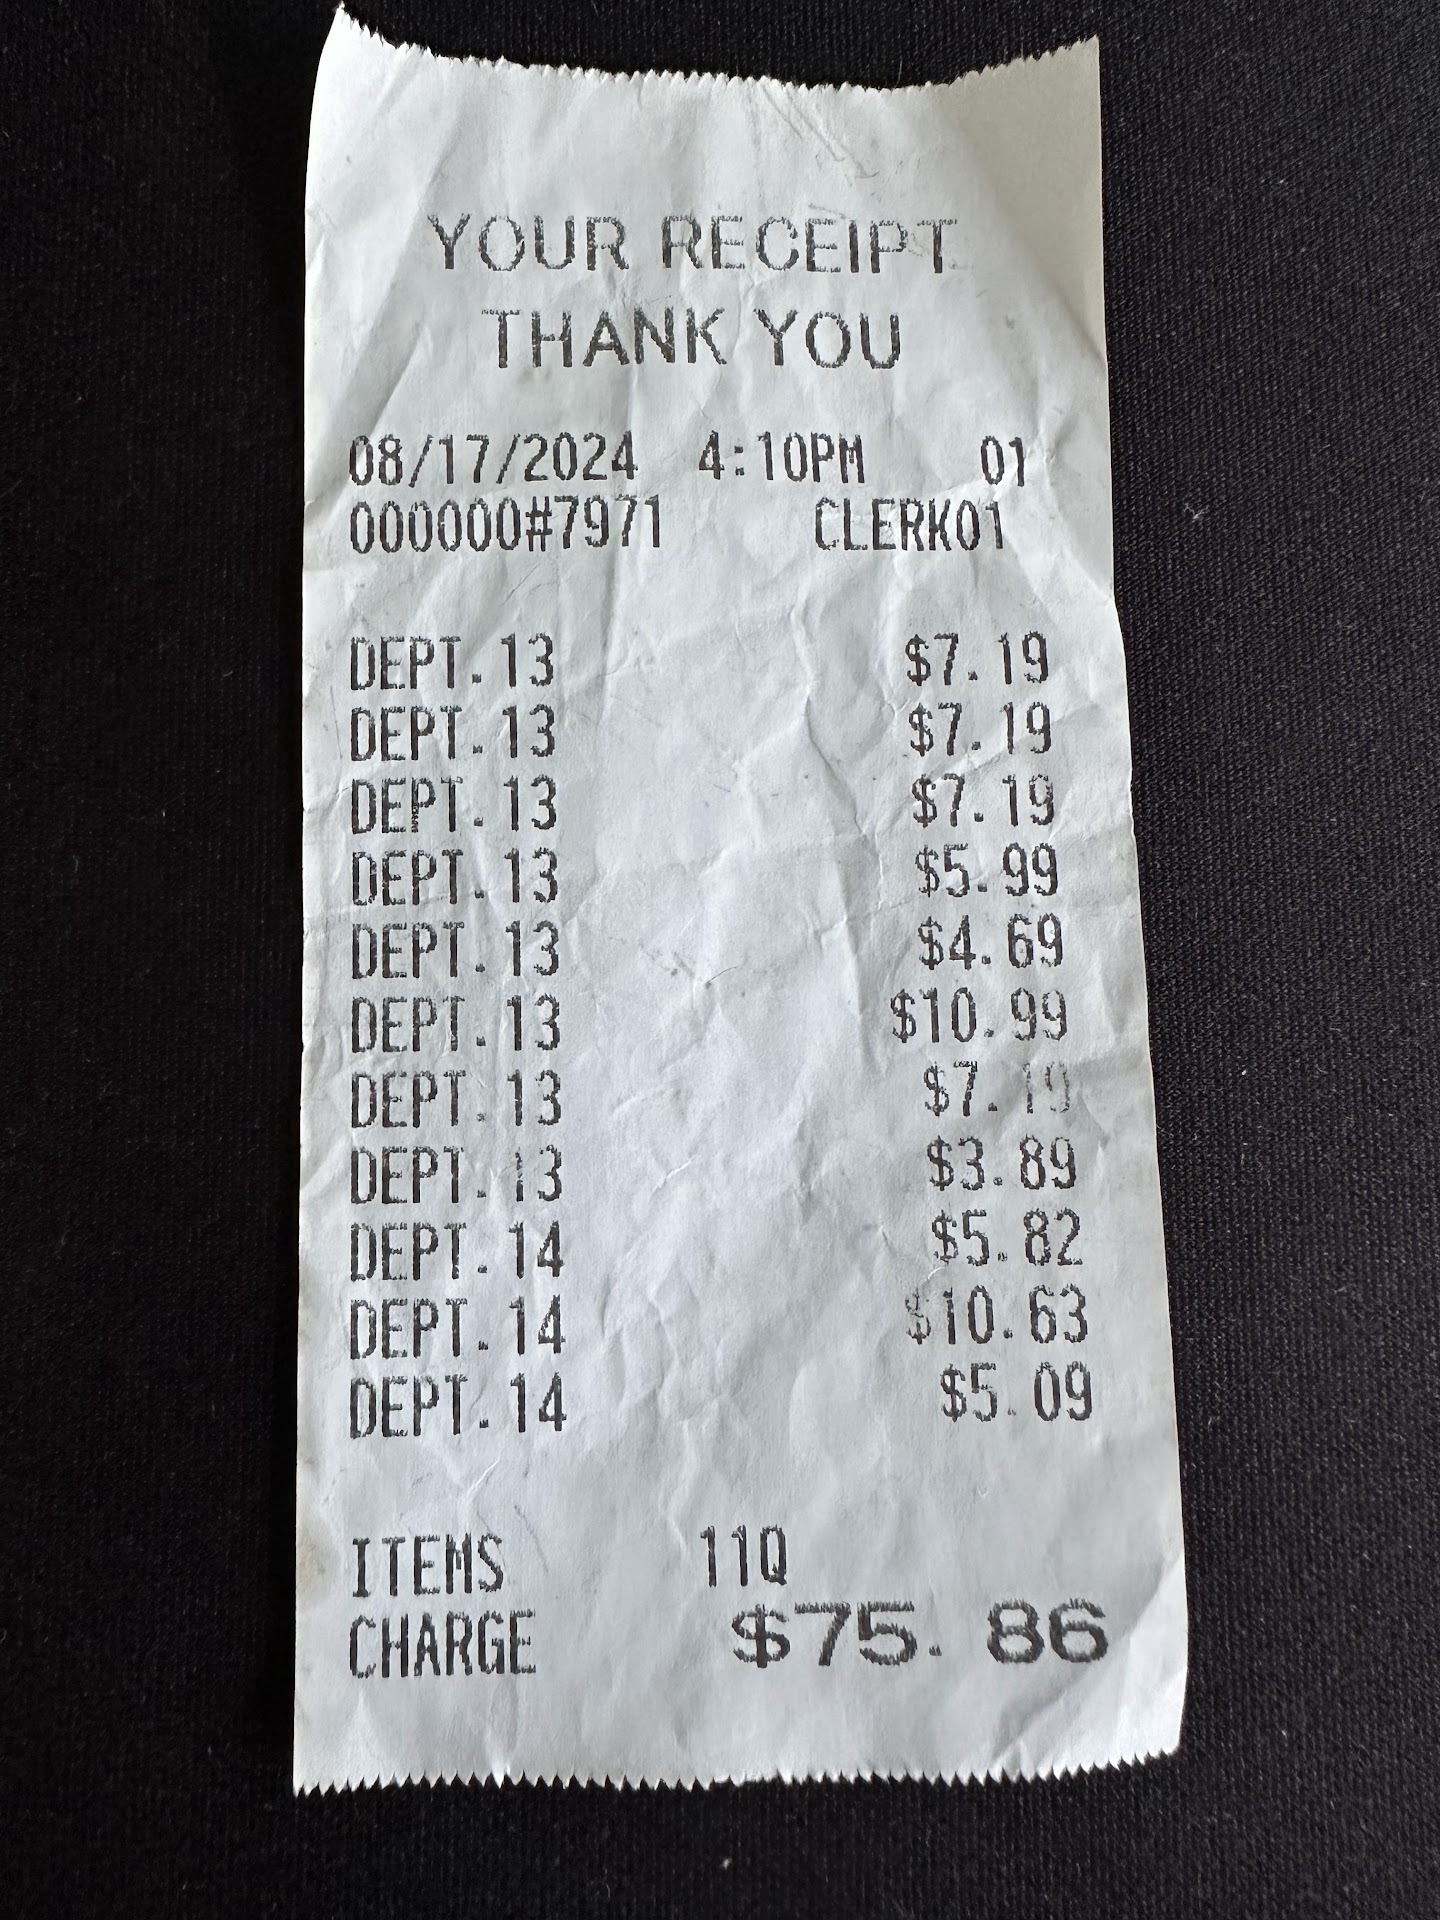 YOUR RECEIPT
THANK YOU
08/17/2024 4:10PM 01
000000#7971 CLERK01
DEPT.13 $7.19
DEPT.13 $7.19
DEPT.13 $7.19
DEPT.13 $5.99
DEPT.13 $4.69
DEPT.13 $10.99
DEPT.13 $7.19
DEPT.13 $3.89
DEPT.14 $5.82
DEPT.14 $10.63
DEPT.14 $5.09
ITEMS 11Q
CHARGE $75.86